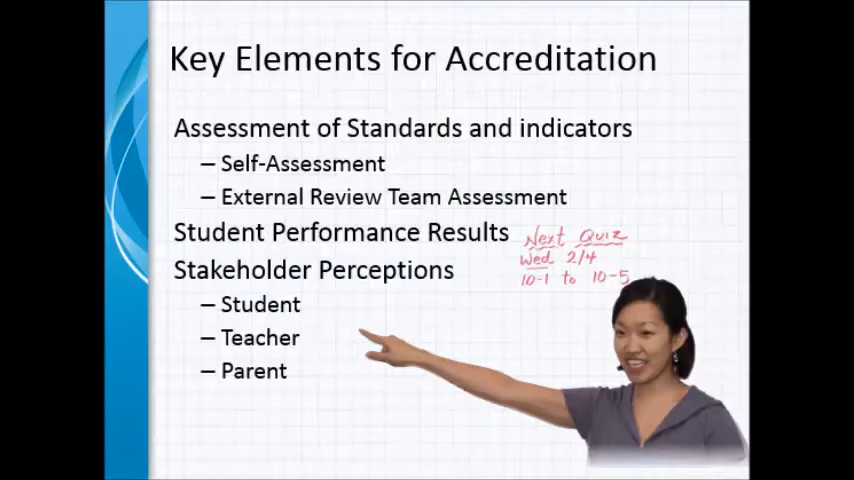 Key Elements for Accreditation
Assessment of Standards and indicators
– Self-Assessment
– External Review Team Assessment
Student Performance Results
Next Quiz
Wed 2/4
10-1 to 10-5
Stakeholder Perceptions
– Student
– Teacher
– Parent